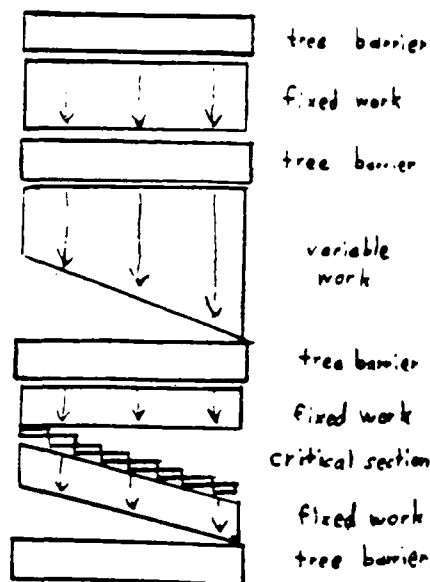 tree barrier
fixed work
tree barrier
variable
work
tree barrier
fixed work
critical section
fixed work
tree barrier